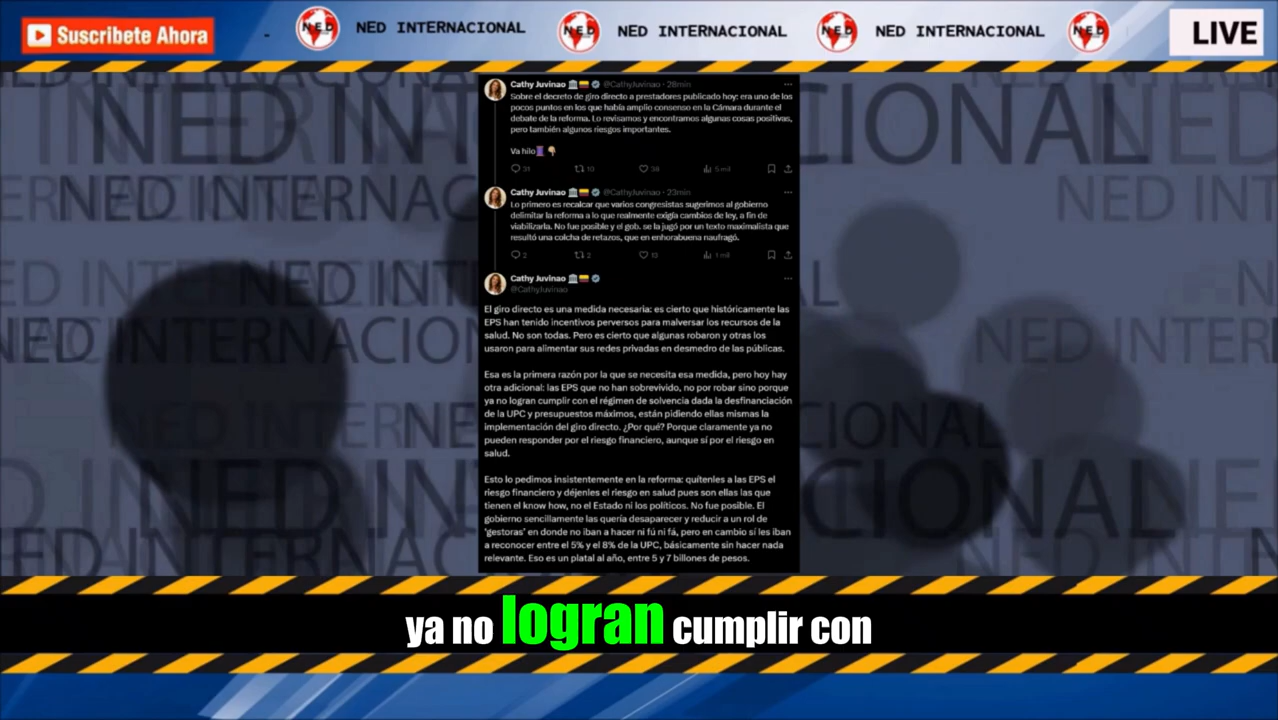 Suscribete Ahora
NED INTERNACIONAL
NED INTERNACIONAL
NED INTERNACIONAL
LIVE
Cathy Juvinao @CathyJuvinao · 28min
Sobre el decreto de giro directo a prestadores publicado hoy: era uno de los
pocos puntos en los que había amplio consenso en la Cámara durante el
debate de la reforma. Lo revisamos y encontramos algunas cosas positivas,
pero también algunos riesgos importantes.
Va hilo
31 10 38 5 mil
Cathy Juvinao @CathyJuvinao · 23min
Lo primero es recalcar que varios congresistas sugerimos al gobierno
delimitar la reforma a lo que realmente exigía cambios de ley, a fin de
viabilizarla. No fue posible y el gob. se la jugó por un texto maximalista que
resultó una colcha de retazos, que en enhorabuena naufragó.
2 2 13 1 mil
Cathy Juvinao
@CathyJuvinao
El giro directo es una medida necesaria: es cierto que históricamente las
EPS han tenido incentivos perversos para malversar los recursos de la
salud. No son todas. Pero es cierto que algunas robaron y otras los
usaron para alimentar sus redes privadas en desmedro de las públicas.
Esa es la primera razón por la que se necesita esa medida, pero hoy hay
otra adicional: las EPS que no han sobrevivido, no por robar sino porque
ya no logran cumplir con el régimen de solvencia dada la desfinanciación
de la UPC y presupuestos máximos, están pidiendo ellas mismas la
implementación del giro directo. ¿Por qué? Porque claramente ya no
pueden responder por el riesgo financiero, aunque sí por el riesgo en
salud.
Esto lo pedimos insistentemente en la reforma: quítenles a las EPS el
riesgo financiero y déjenles el riesgo en salud pues son ellas las que
tienen el know how, no el Estado ni los políticos. No fue posible. El
gobierno sencillamente las quería desaparecer y reducir a un rol de
'gestoras' en donde no iban a hacer ni fú ni fá, pero en cambio sí les iban
a reconocer entre el 5% y el 8% de la UPC, básicamente sin hacer nada
relevante. Eso es un platal al año, entre 5 y 7 billones de pesos.
ya no logran cumplir con